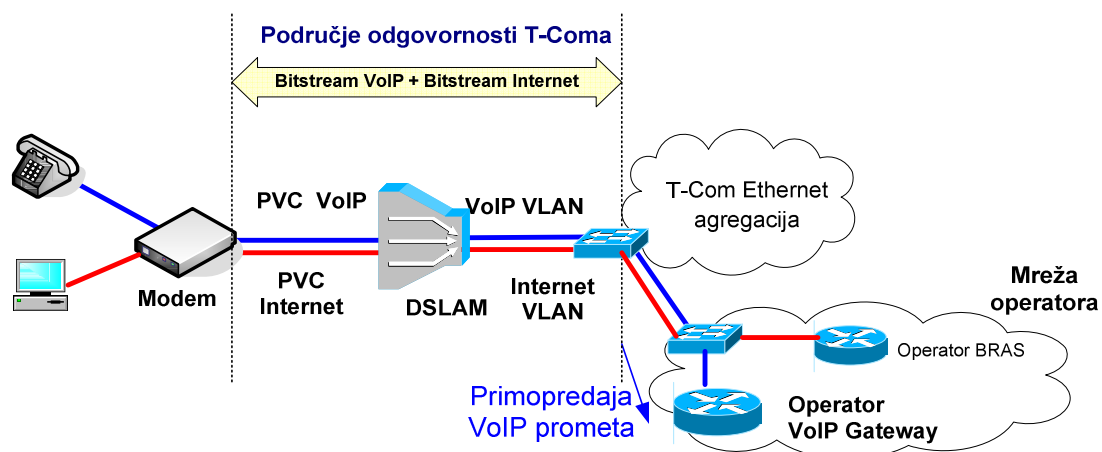 Područje odgovornosti T-Coma
Bitstream VoIP + Bitstream Internet
PVC VoIP
VoIP VLAN
T-Com Ethernet
agregacija
Modem
PVC
Internet
DSLAM
Internet
VLAN
Mreža
operatora
Operator BRAS
Primopredaja
VoIP prometa
Operator
VoIP Gateway